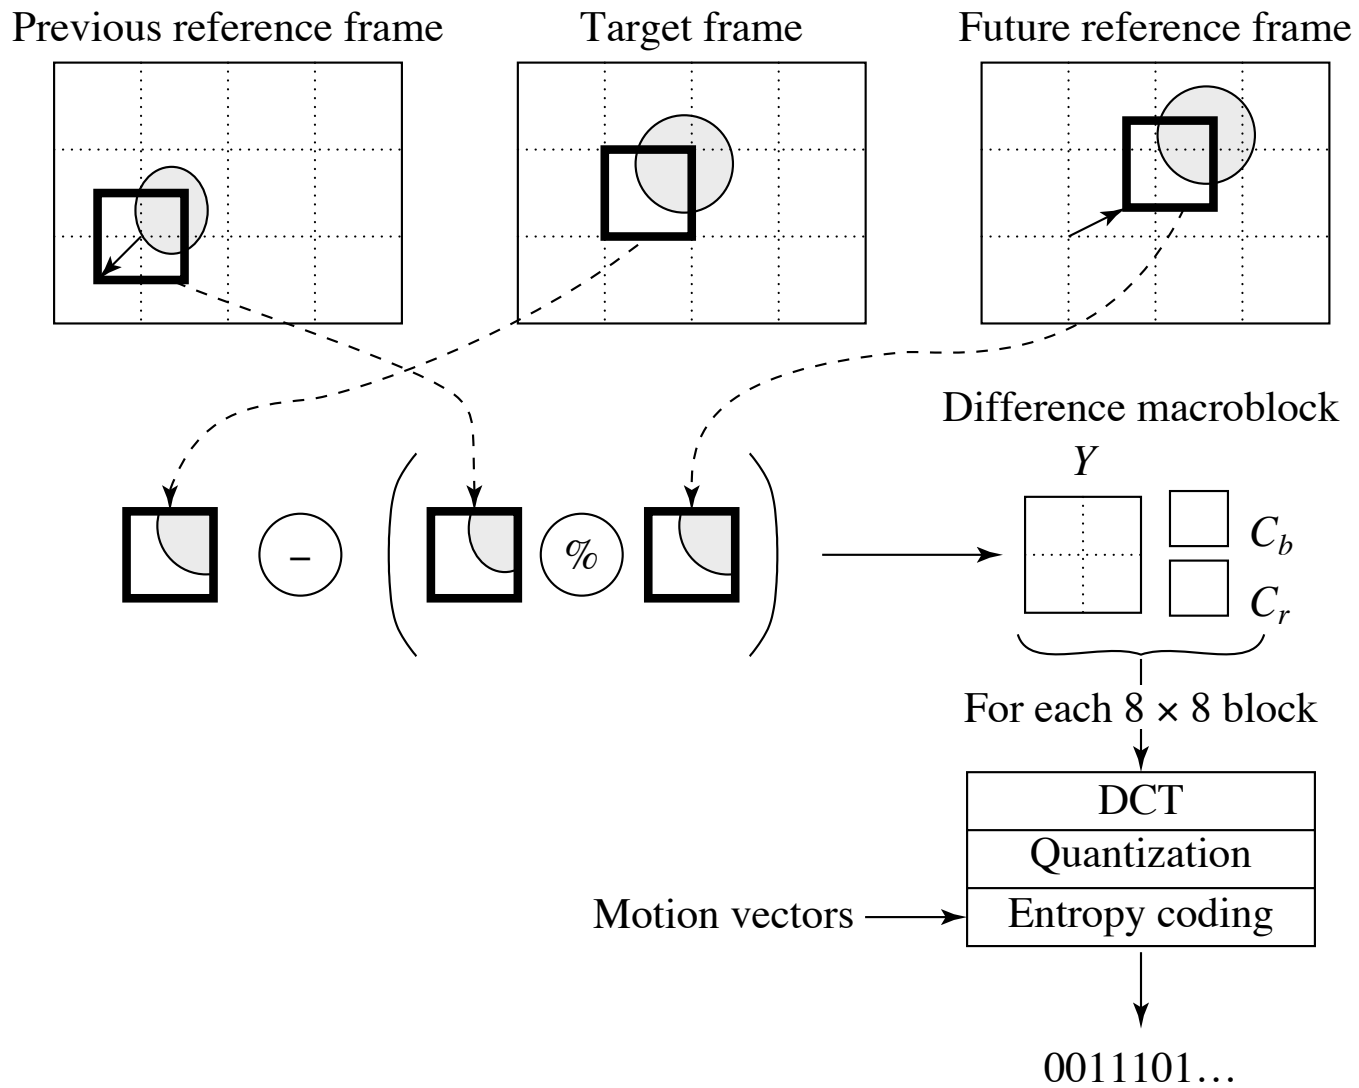 Previous reference frame
Target frame
Future reference frame
Difference macroblock
Y
– %
C_b
C_r
For each 8 × 8 block
DCT
Quantization
Motion vectors
Entropy coding
0011101…